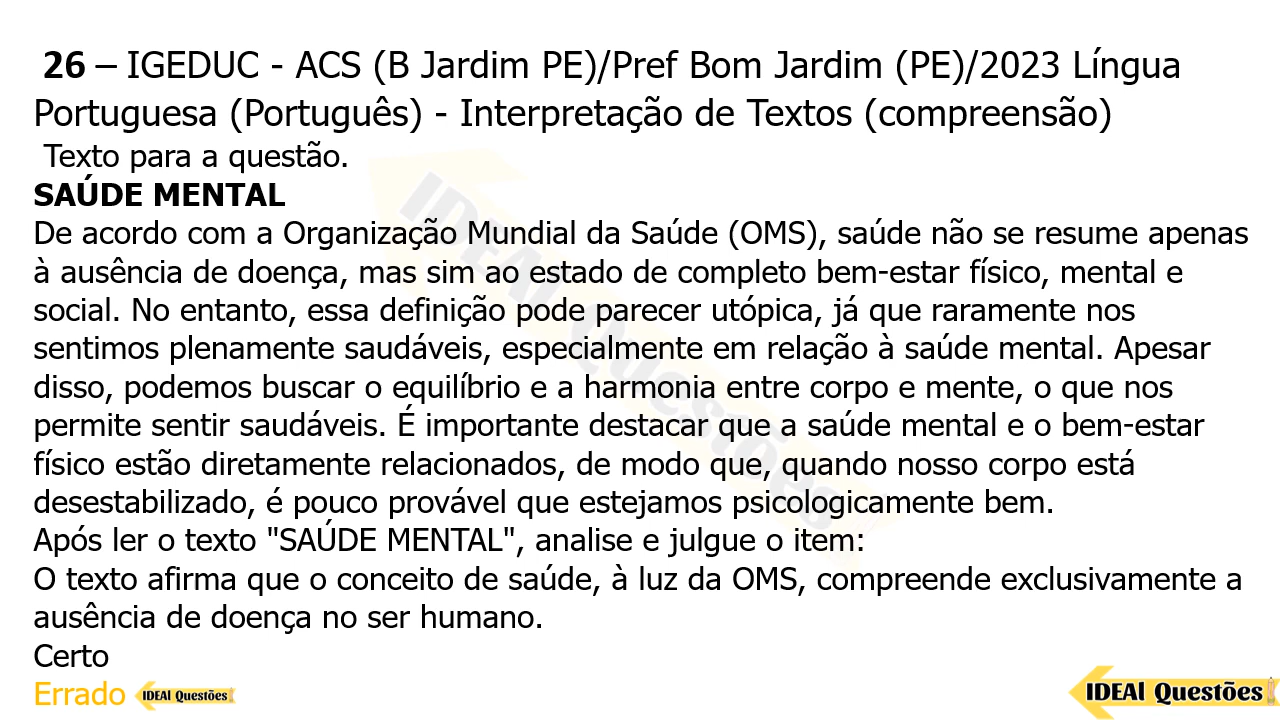 26 – IGEDUC - ACS (B Jardim PE)/Pref Bom Jardim (PE)/2023 Língua
Portuguesa (Português) - Interpretação de Textos (compreensão)
Texto para a questão.
SAÚDE MENTAL
De acordo com a Organização Mundial da Saúde (OMS), saúde não se resume apenas
à ausência de doença, mas sim ao estado de completo bem-estar físico, mental e
social. No entanto, essa definição pode parecer utópica, já que raramente nos
sentimos plenamente saudáveis, especialmente em relação à saúde mental. Apesar
disso, podemos buscar o equilíbrio e a harmonia entre corpo e mente, o que nos
permite sentir saudáveis. É importante destacar que a saúde mental e o bem-estar
físico estão diretamente relacionados, de modo que, quando nosso corpo está
desestabilizado, é pouco provável que estejamos psicologicamente bem.
Após ler o texto "SAÚDE MENTAL", analise e julgue o item:
O texto afirma que o conceito de saúde, à luz da OMS, compreende exclusivamente a
ausência de doença no ser humano.
Certo
Errado
IDEAl Questões
IDEAl Questões
IDEAl Questões